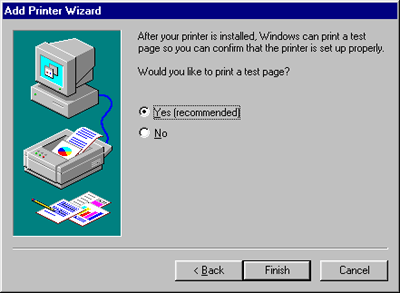 Add Printer Wizard
After your printer is installed, Windows can print a test
page so you can confirm that the printer is set up properly.
Would you like to print a test page?
Yes (recommended)
No
< Back
Finish
Cancel